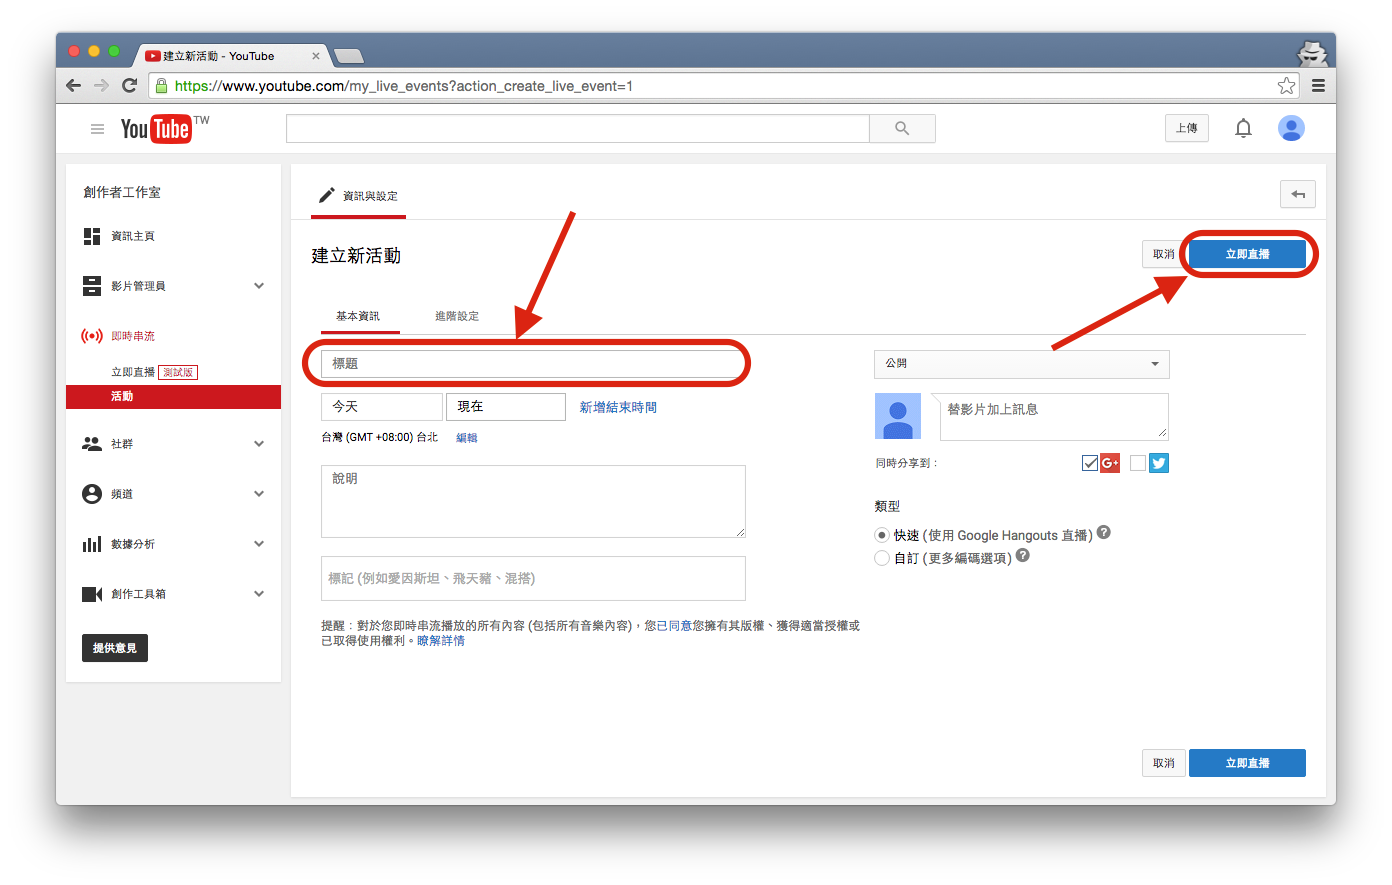 建立新活動 - YouTube
https://www.youtube.com/my_live_events?action_create_live_event=1
YouTube TW
上傳
創作者工作室
資訊主頁
影片管理員
即時串流
立即直播 測試版
活動
社群
頻道
數據分析
創作工具箱
提供意見
資訊與設定
建立新活動
取消
立即直播
基本資訊
進階設定
標題
今天
現在
新增結束時間
台灣 (GMT +08:00) 台北
編輯
說明
標記 (例如愛因斯坦、飛天豬、混搭)
提醒：對於您即時串流播放的所有內容 (包括所有音樂內容)，您已同意您擁有其版權、獲得適當授權或
已取得使用權利。瞭解詳情
公開
替影片加上訊息
同時分享到：
G+
類型
快速 (使用 Google Hangouts 直播) ?
自訂 (更多編碼選項) ?
取消
立即直播